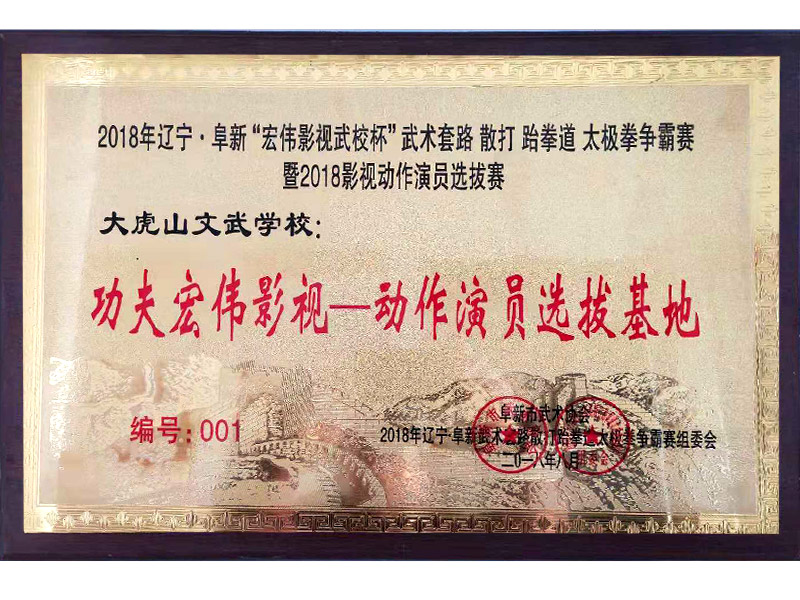 2018年辽宁·阜新“宏伟影视武校杯”武术套路 散打 跆拳道 太极拳争霸赛
暨2018影视动作演员选拔赛
大虎山文武学校:
功夫宏伟影视—动作演员选拔基地
编号:001
阜新市武术协会
2018年辽宁·阜新武术套路散打跆拳道太极拳争霸赛组委会
二0一八年八月